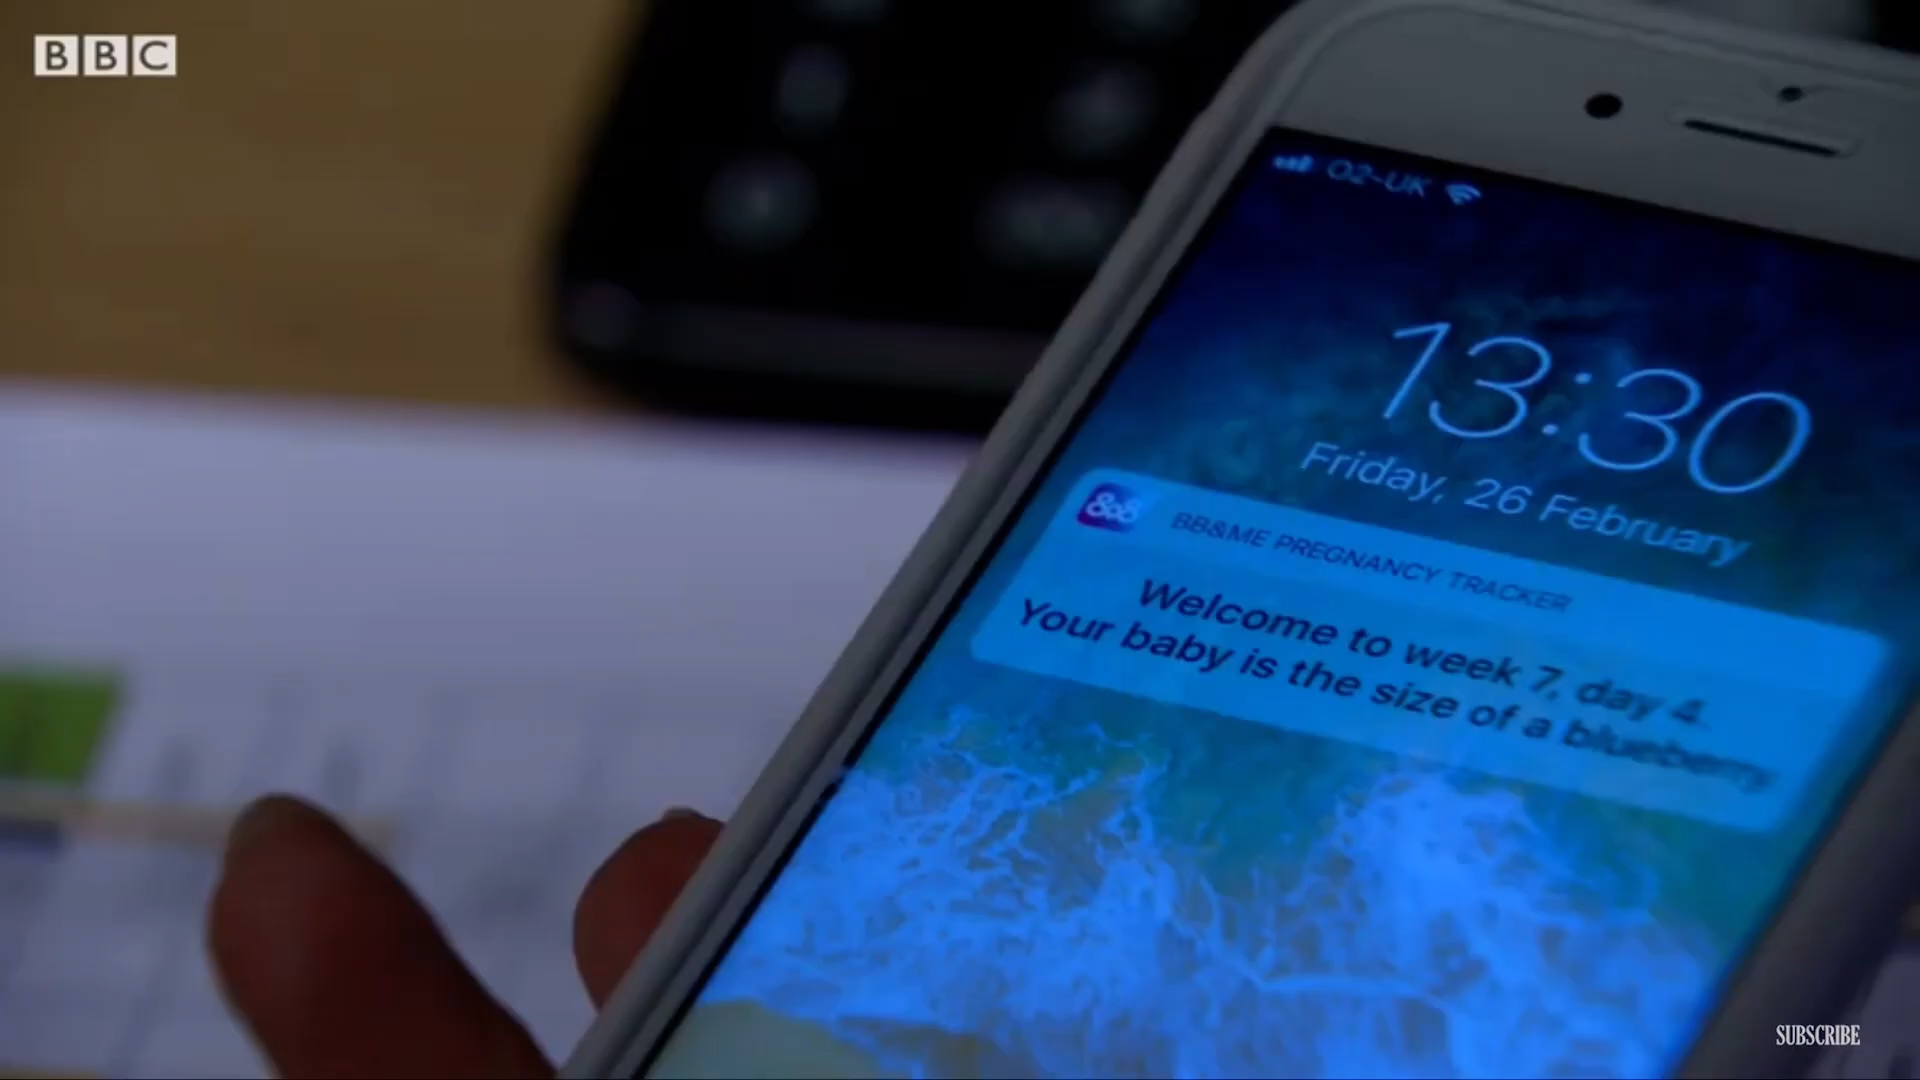 BBC
O2-UK
13:30
Friday, 26 February
BB&ME PREGNANCY TRACKER
Welcome to week 7, day 4.
Your baby is the size of a blueberry
SUBSCRIBE